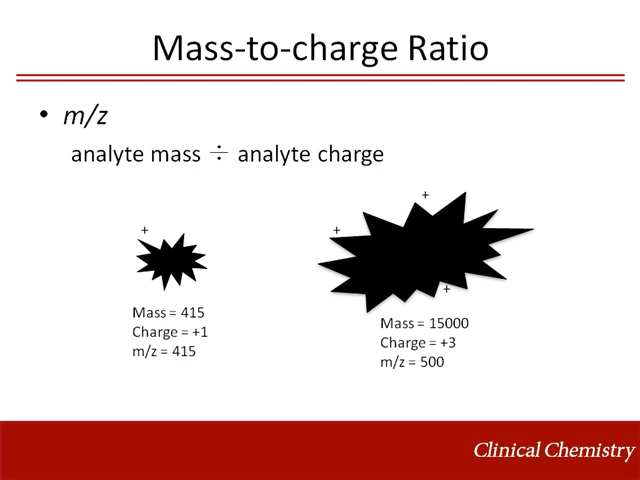 Mass-to-charge Ratio
• m/z
analyte mass ÷ analyte charge
+
+
+
+
Mass = 415
Charge = +1
m/z = 415
Mass = 15000
Charge = +3
m/z = 500
Clinical Chemistry